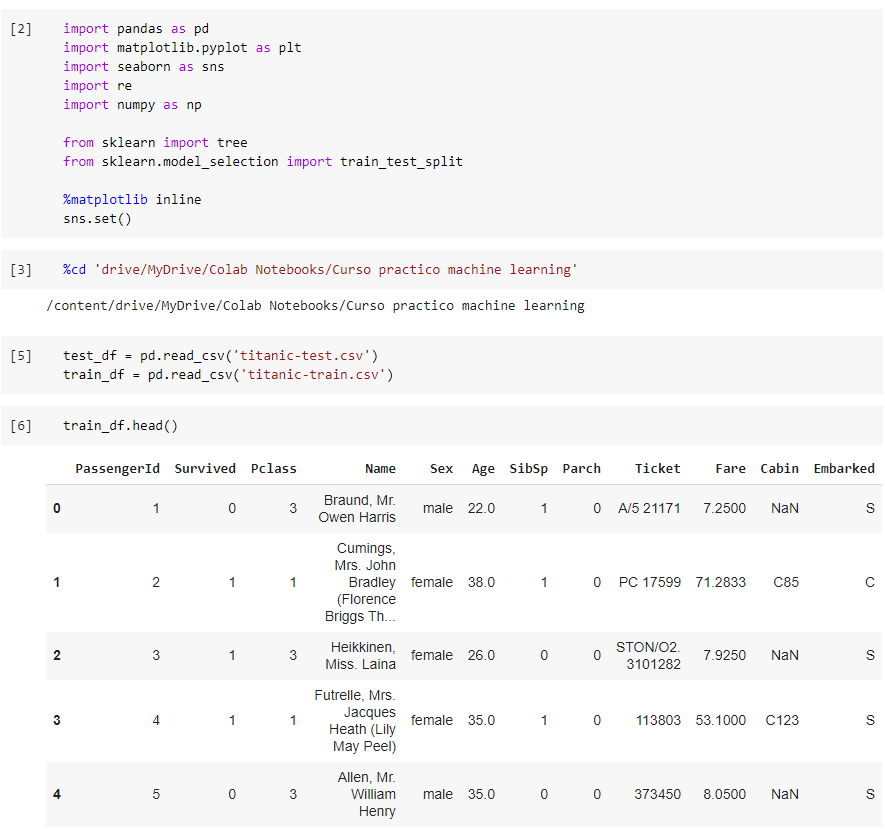 [2] import pandas as pd
import matplotlib.pyplot as plt
import seaborn as sns
import re
import numpy as np
from sklearn import tree
from sklearn.model_selection import train_test_split
%matplotlib inline
sns.set()
[3] %cd 'drive/MyDrive/Colab Notebooks/Curso practico machine learning'
/content/drive/MyDrive/Colab Notebooks/Curso practico machine learning
[5] test_df = pd.read_csv('titanic-test.csv')
train_df = pd.read_csv('titanic-train.csv')
[6] train_df.head()
PassengerId Survived Pclass Name Sex Age SibSp Parch Ticket Fare Cabin Embarked
0 1 0 3 Braund, Mr. Owen Harris male 22.0 1 0 A/5 21171 7.2500 NaN S
1 2 1 1 Cumings, Mrs. John Bradley (Florence Briggs Th... female 38.0 1 0 PC 17599 71.2833 C85 C
2 3 1 3 Heikkinen, Miss. Laina female 26.0 0 0 STON/O2. 3101282 7.9250 NaN S
3 4 1 1 Futrelle, Mrs. Jacques Heath (Lily May Peel) female 35.0 1 0 113803 53.1000 C123 S
4 5 0 3 Allen, Mr. William Henry male 35.0 0 0 373450 8.0500 NaN S